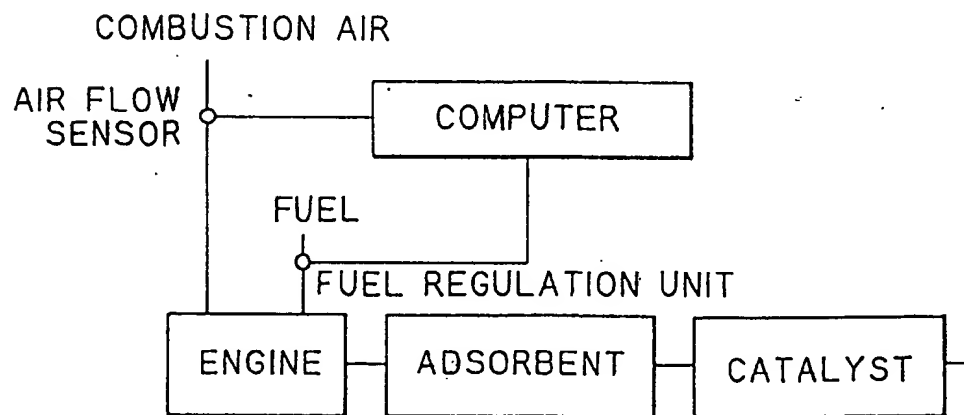 COMBUSTION AIR
AIR FLOW
SENSOR
COMPUTER
FUEL
FUEL REGULATION UNIT
ENGINE
ADSORBENT
CATALYST